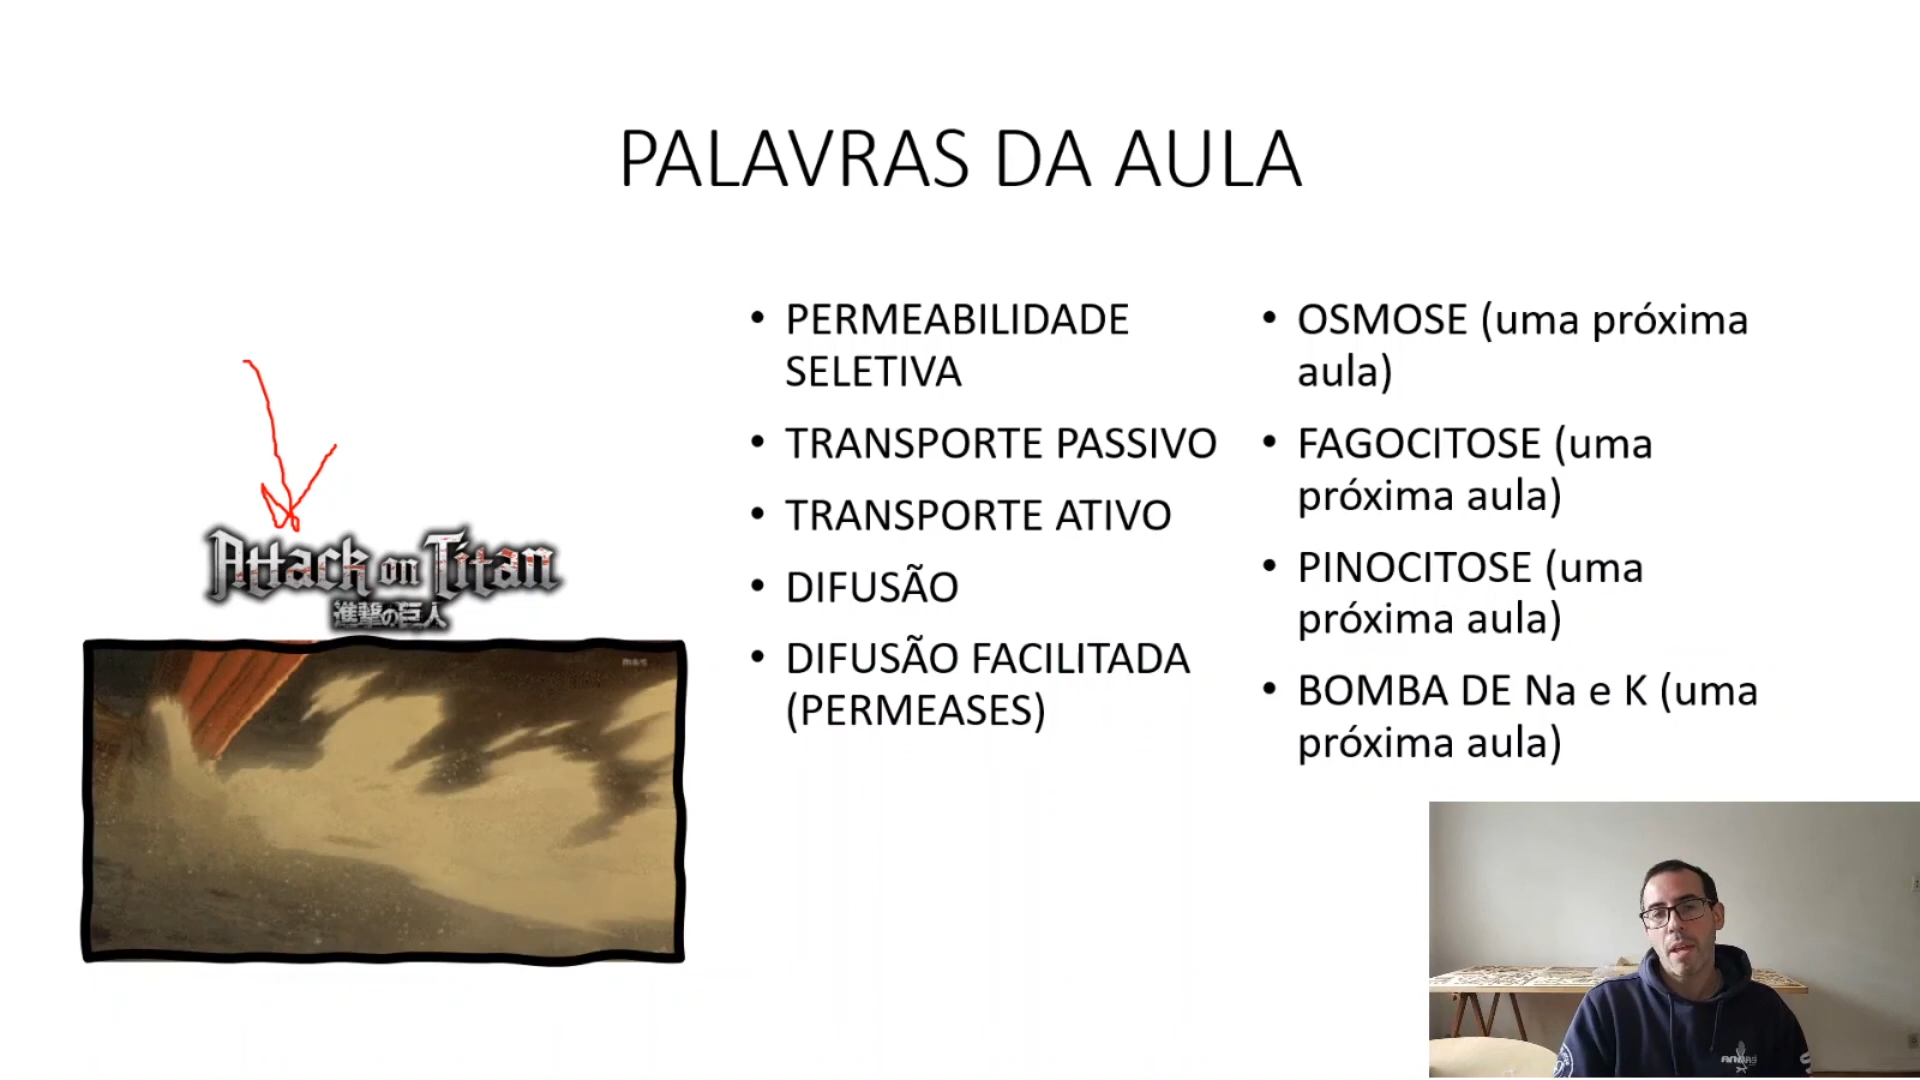 PALAVRAS DA AULA
• PERMEABILIDADE
SELETIVA
• TRANSPORTE PASSIVO
• TRANSPORTE ATIVO
• DIFUSÃO
• DIFUSÃO FACILITADA
(PERMEASES)
• OSMOSE (uma próxima
aula)
• FAGOCITOSE (uma
próxima aula)
• PINOCITOSE (uma
próxima aula)
• BOMBA DE Na e K (uma
próxima aula)
Attack on Titan
進撃の巨人